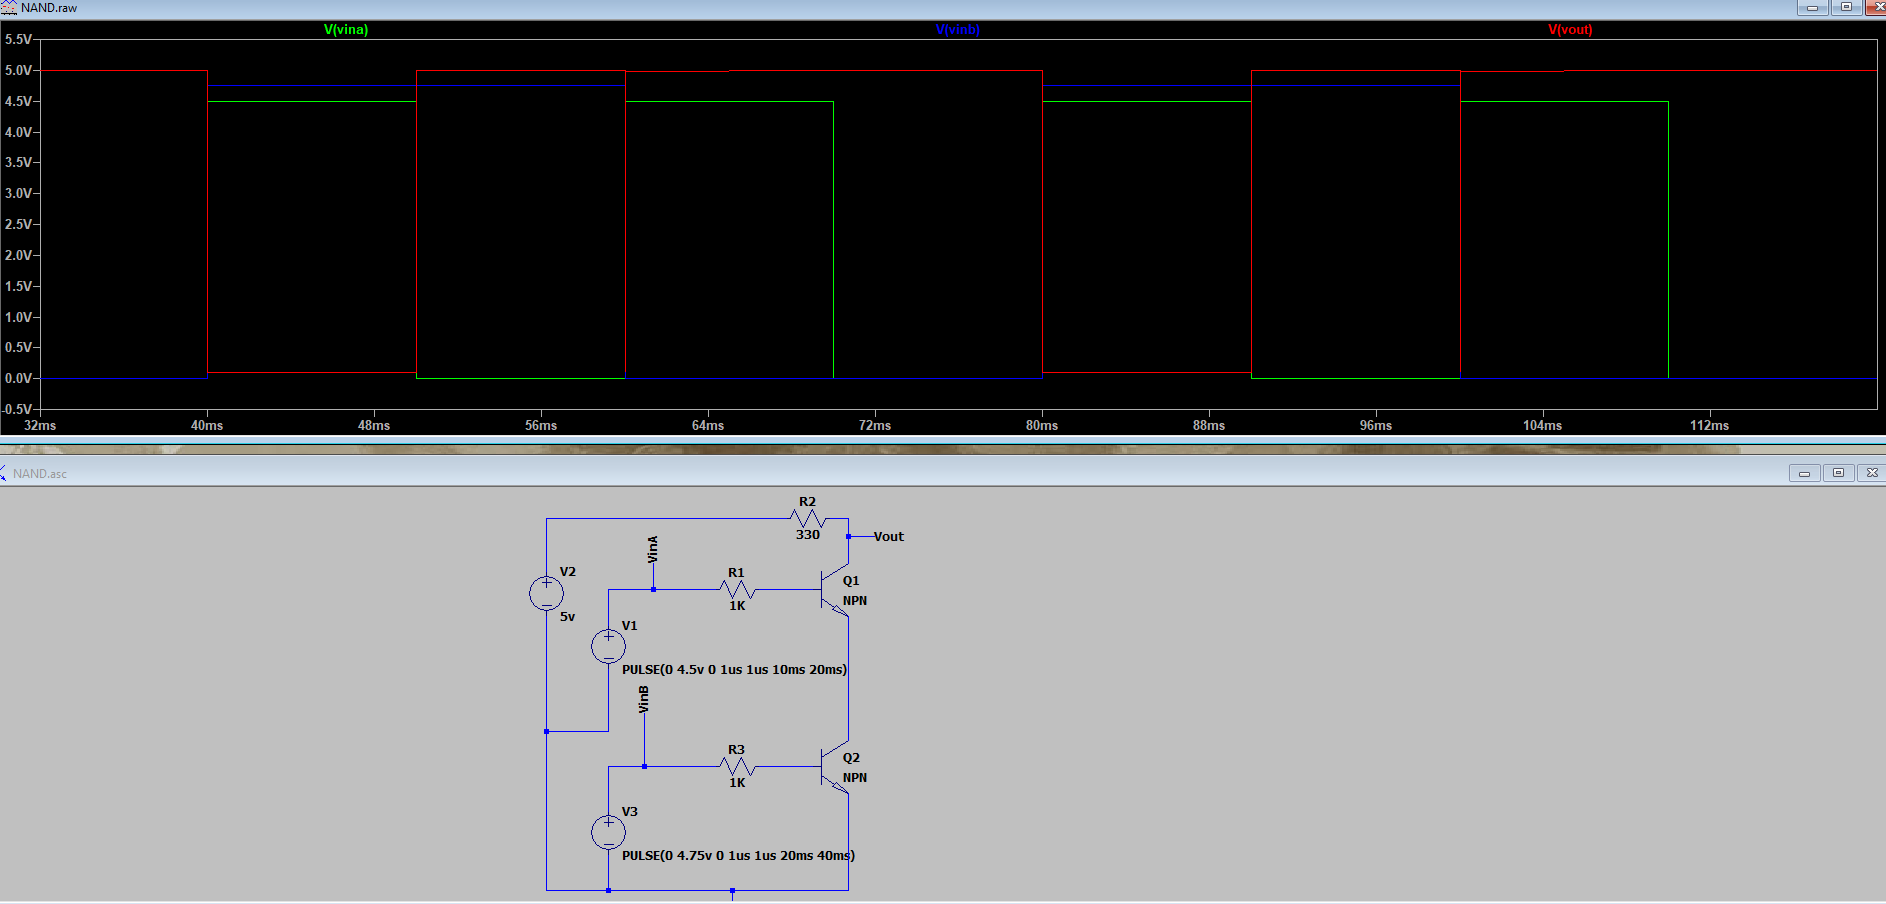 NAND.raw
V(vina) V(vinb) V(vout)
5.5V
5.0V
4.5V
4.0V
3.5V
3.0V
2.5V
2.0V
1.5V
1.0V
0.5V
0.0V
-0.5V
32ms 40ms 48ms 56ms 64ms 72ms 80ms 88ms 96ms 104ms 112ms
NAND.asc
R2
330
Vout
VinA
V2
5v
R1
1K
Q1
NPN
V1
PULSE(0 4.5v 0 1us 1us 10ms 20ms)
VinB
R3
1K
Q2
NPN
V3
PULSE(0 4.75v 0 1us 1us 20ms 40ms)